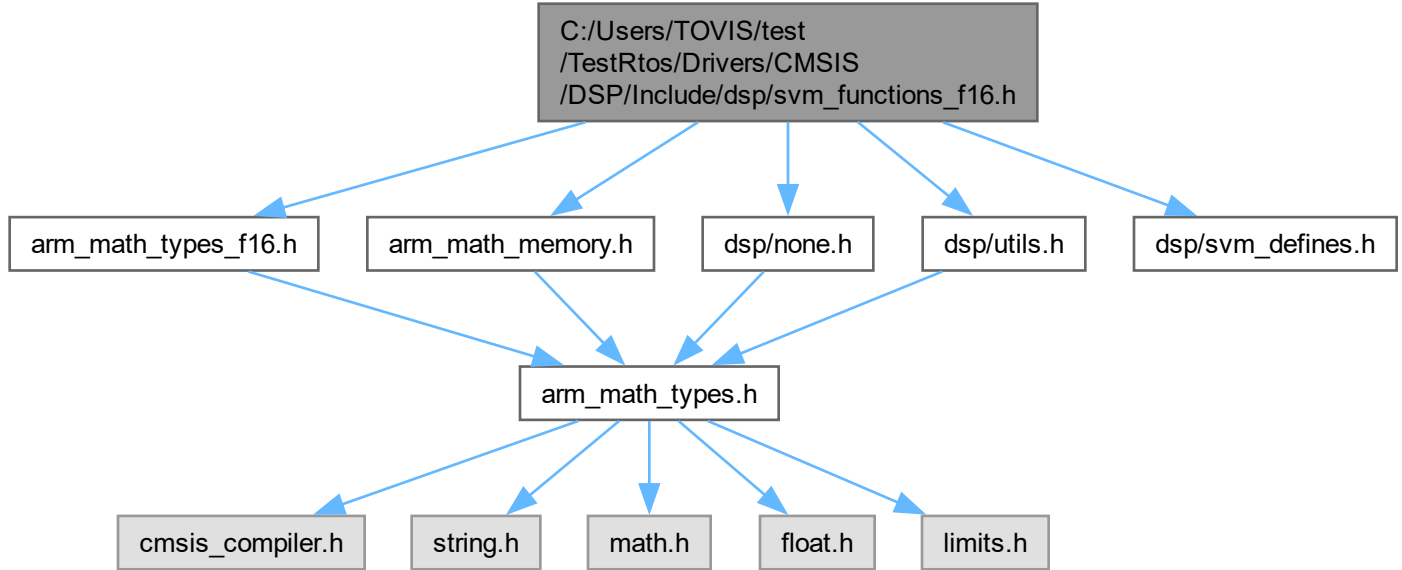 C:/Users/TOVIS/test
/TestRtos/Drivers/CMSIS
/DSP/Include/dsp/svm_functions_f16.h
arm_math_types_f16.h
arm_math_memory.h
dsp/none.h
dsp/utils.h
dsp/svm_defines.h
arm_math_types.h
cmsis_compiler.h
string.h
math.h
float.h
limits.h